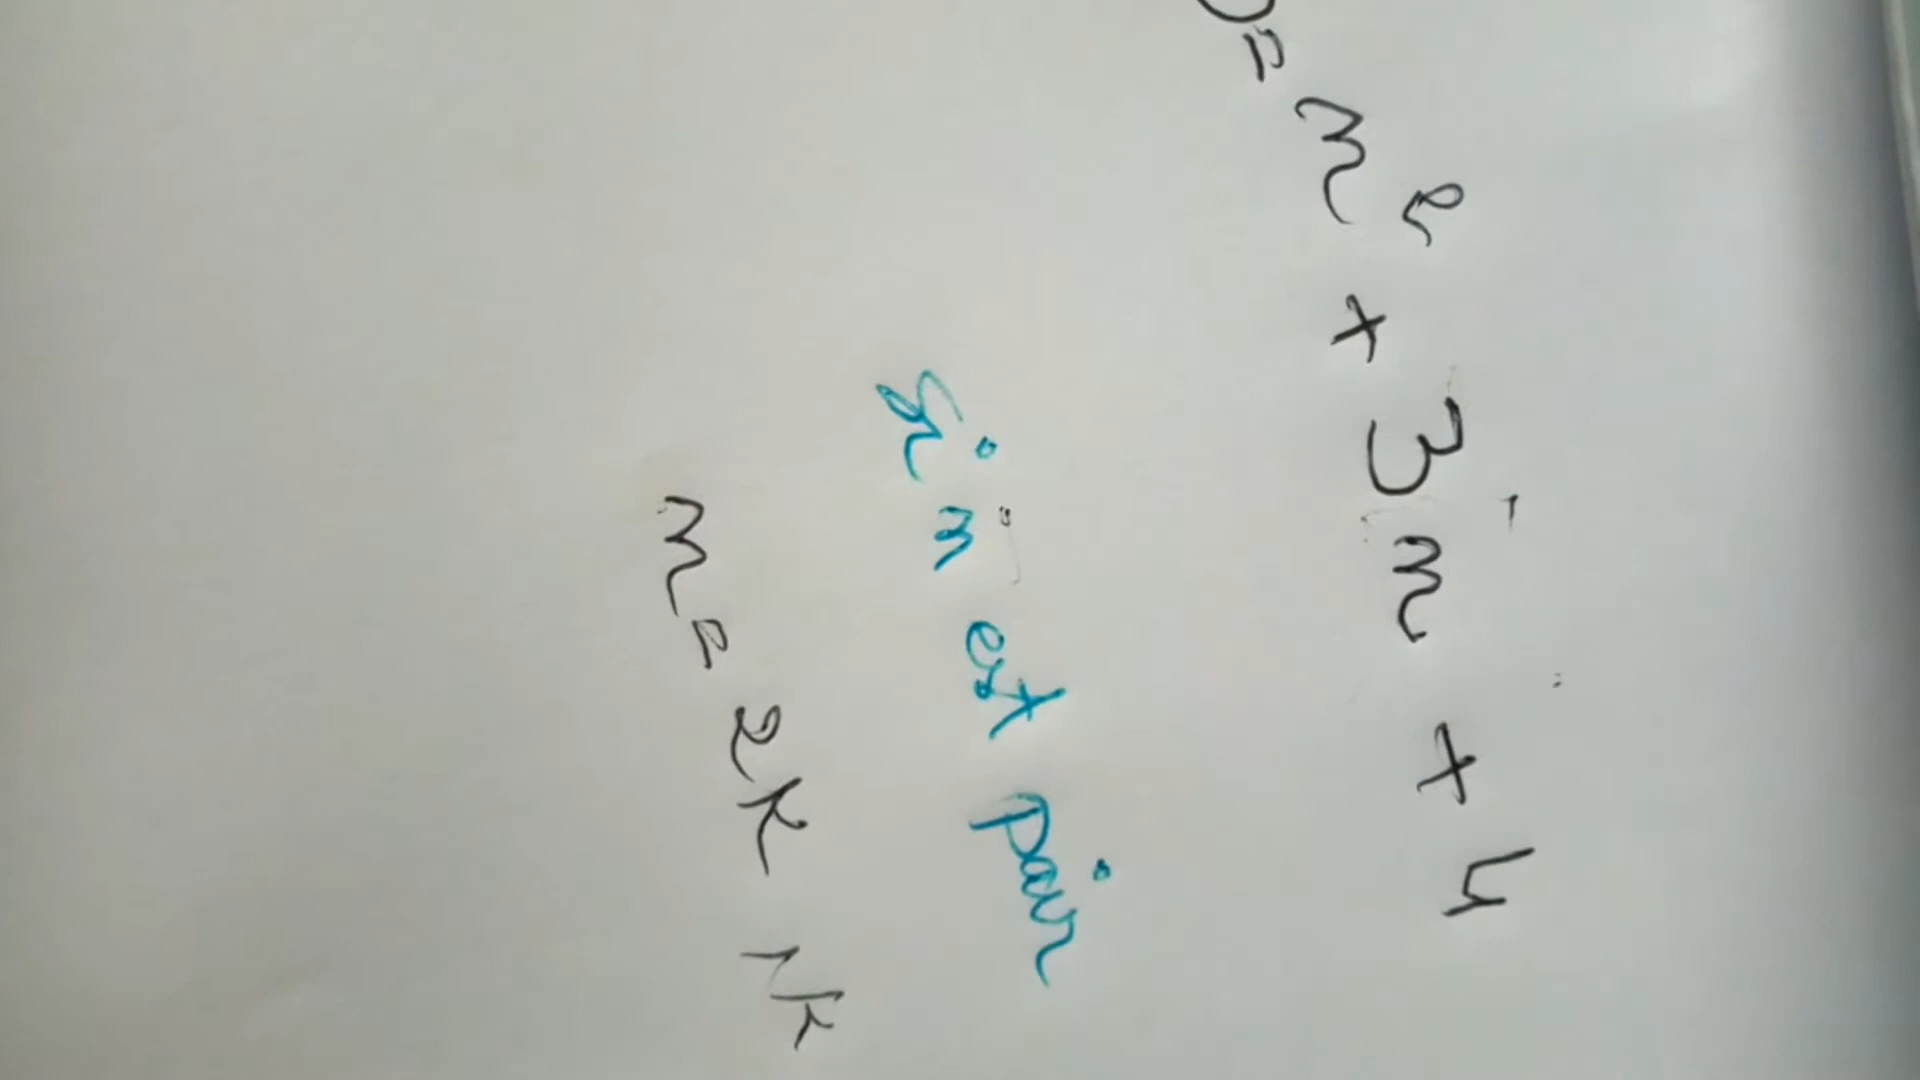 )= n² + 3n + 4
Si n est pair
n = 2k